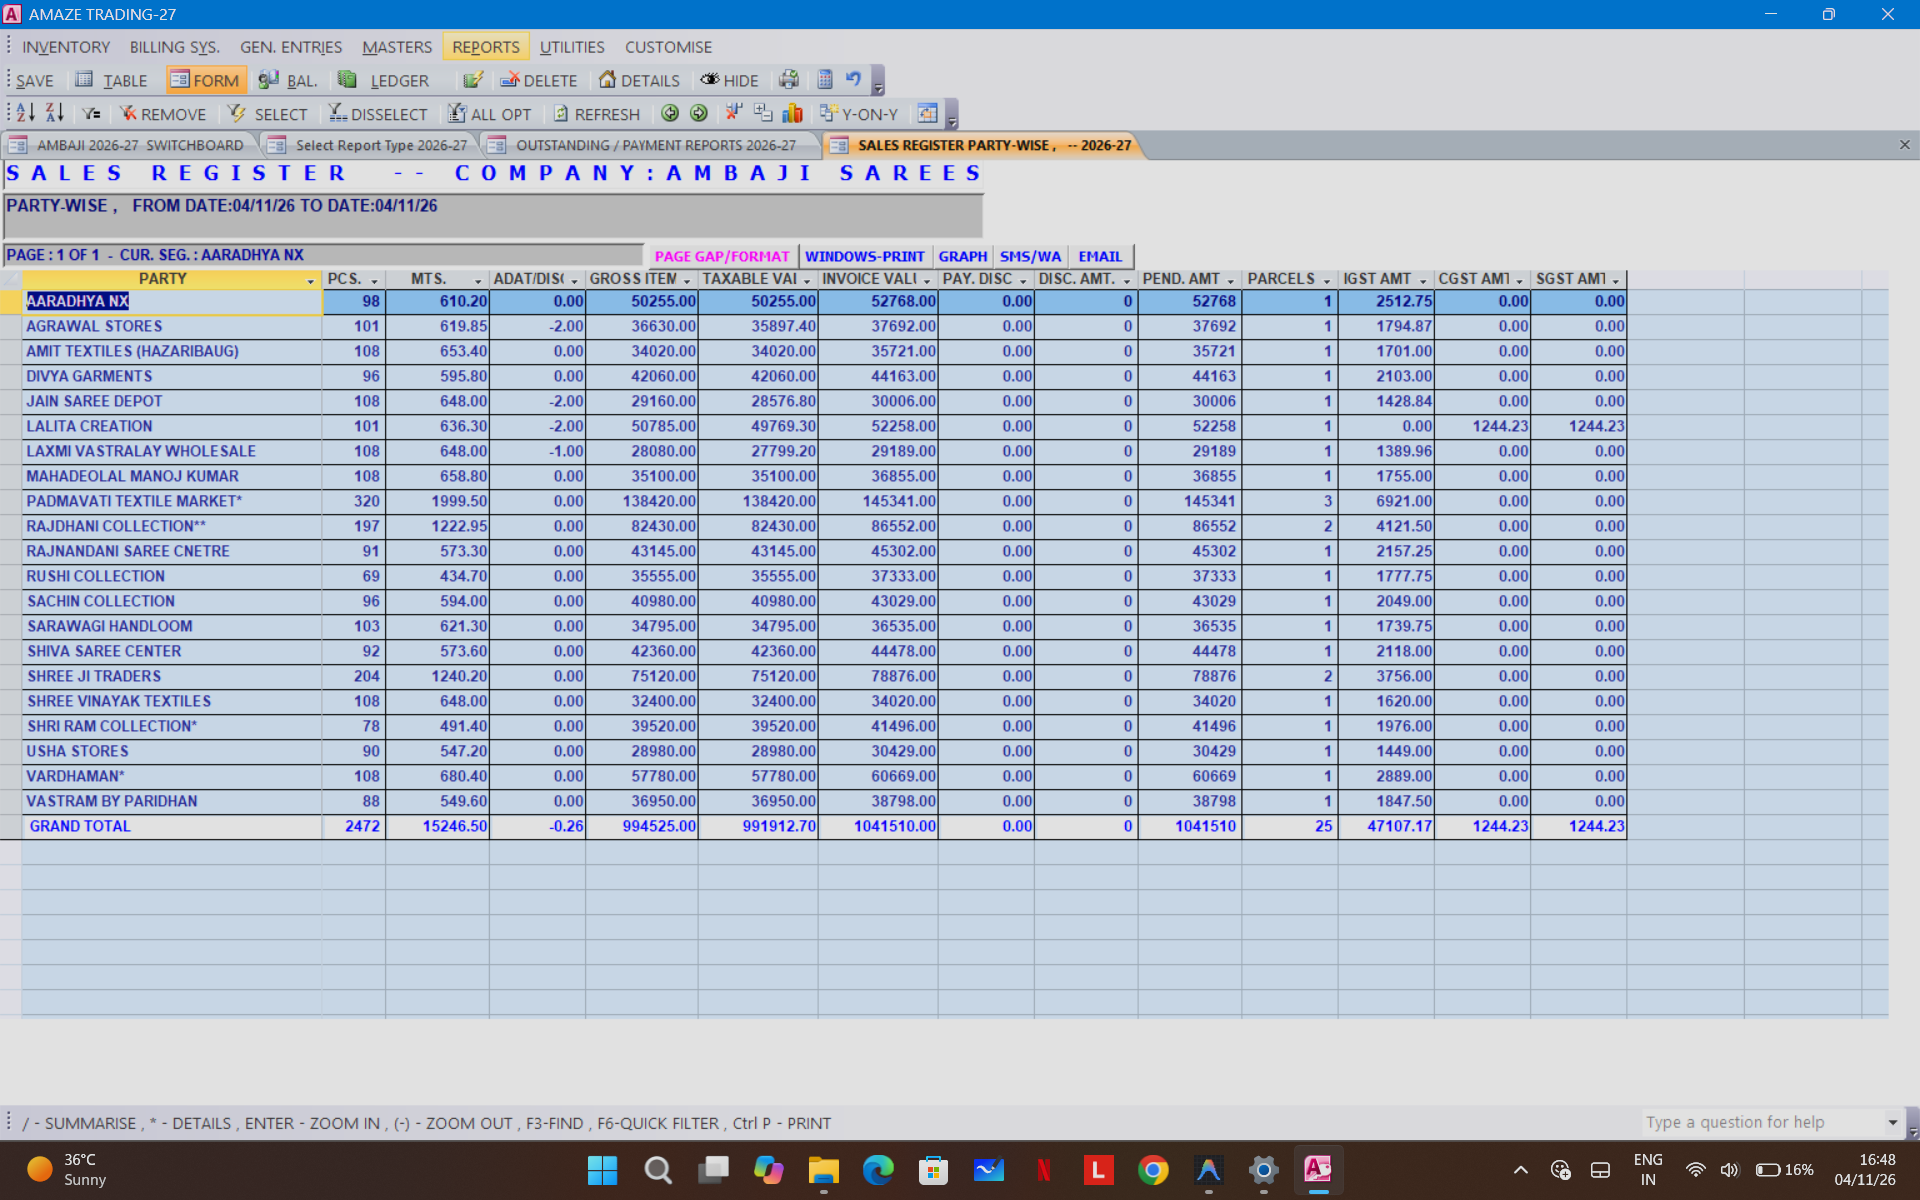 AMAZE TRADING-27
INVENTORY BILLING SYS. GEN. ENTRIES MASTERS REPORTS UTILITIES CUSTOMISE
SAVE TABLE FORM BAL. LEDGER DELETE DETAILS HIDE
REMOVE SELECT DISSELECT ALL OPT REFRESH Y-ON-Y
AMBAJI 2026-27 SWITCHBOARD Select Report Type 2026-27 OUTSTANDING / PAYMENT REPORTS 2026-27 SALES REGISTER PARTY-WISE , -- 2026-27
SALES REGISTER -- COMPANY:AMBAJI SAREES
PARTY-WISE , FROM DATE:04/11/26 TO DATE:04/11/26
PAGE : 1 OF 1 - CUR. SEG. : AARADHYA NX PAGE GAP/FORMAT WINDOWS-PRINT GRAPH SMS/WA EMAIL
PARTY PCS. MTS. ADAT/DISC GROSS ITEM TAXABLE VAI INVOICE VALU PAY. DISC DISC. AMT. PEND. AMT PARCELS IGST AMT CGST AMT SGST AMT
AARADHYA NX 98 610.20 0.00 50255.00 50255.00 52768.00 0.00 0 52768 1 2512.75 0.00 0.00
AGRAWAL STORES 101 619.85 -2.00 36630.00 35897.40 37692.00 0.00 0 37692 1 1794.87 0.00 0.00
AMIT TEXTILES (HAZARIBAUG) 108 653.40 0.00 34020.00 34020.00 35721.00 0.00 0 35721 1 1701.00 0.00 0.00
DIVYA GARMENTS 96 595.80 0.00 42060.00 42060.00 44163.00 0.00 0 44163 1 2103.00 0.00 0.00
JAIN SAREE DEPOT 108 648.00 -2.00 29160.00 28576.80 30006.00 0.00 0 30006 1 1428.84 0.00 0.00
LALITA CREATION 101 636.30 -2.00 50785.00 49769.30 52258.00 0.00 0 52258 1 0.00 1244.23 1244.23
LAXMI VASTRALAY WHOLESALE 108 648.00 -1.00 28080.00 27799.20 29189.00 0.00 0 29189 1 1389.96 0.00 0.00
MAHADEOLAL MANOJ KUMAR 108 658.80 0.00 35100.00 35100.00 36855.00 0.00 0 36855 1 1755.00 0.00 0.00
PADMAVATI TEXTILE MARKET* 320 1999.50 0.00 138420.00 138420.00 145341.00 0.00 0 145341 3 6921.00 0.00 0.00
RAJDHANI COLLECTION** 197 1222.95 0.00 82430.00 82430.00 86552.00 0.00 0 86552 2 4121.50 0.00 0.00
RAJNANDANI SAREE CNETRE 91 573.30 0.00 43145.00 43145.00 45302.00 0.00 0 45302 1 2157.25 0.00 0.00
RUSHI COLLECTION 69 434.70 0.00 35555.00 35555.00 37333.00 0.00 0 37333 1 1777.75 0.00 0.00
SACHIN COLLECTION 96 594.00 0.00 40980.00 40980.00 43029.00 0.00 0 43029 1 2049.00 0.00 0.00
SARAWAGI HANDLOOM 103 621.30 0.00 34795.00 34795.00 36535.00 0.00 0 36535 1 1739.75 0.00 0.00
SHIVA SAREE CENTER 92 573.60 0.00 42360.00 42360.00 44478.00 0.00 0 44478 1 2118.00 0.00 0.00
SHREE JI TRADERS 204 1240.20 0.00 75120.00 75120.00 78876.00 0.00 0 78876 2 3756.00 0.00 0.00
SHREE VINAYAK TEXTILES 108 648.00 0.00 32400.00 32400.00 34020.00 0.00 0 34020 1 1620.00 0.00 0.00
SHRI RAM COLLECTION* 78 491.40 0.00 39520.00 39520.00 41496.00 0.00 0 41496 1 1976.00 0.00 0.00
USHA STORES 90 547.20 0.00 28980.00 28980.00 30429.00 0.00 0 30429 1 1449.00 0.00 0.00
VARDHAMAN* 108 680.40 0.00 57780.00 57780.00 60669.00 0.00 0 60669 1 2889.00 0.00 0.00
VASTRAM BY PARIDHAN 88 549.60 0.00 36950.00 36950.00 38798.00 0.00 0 38798 1 1847.50 0.00 0.00
GRAND TOTAL 2472 15246.50 -0.26 994525.00 991912.70 1041510.00 0.00 0 1041510 25 47107.17 1244.23 1244.23
/ - SUMMARISE , * - DETAILS , ENTER - ZOOM IN , (-) - ZOOM OUT , F3-FIND , F6-QUICK FILTER , Ctrl P - PRINT Type a question for help
36°C ENG 16:48
Sunny IN 16% 04/11/26